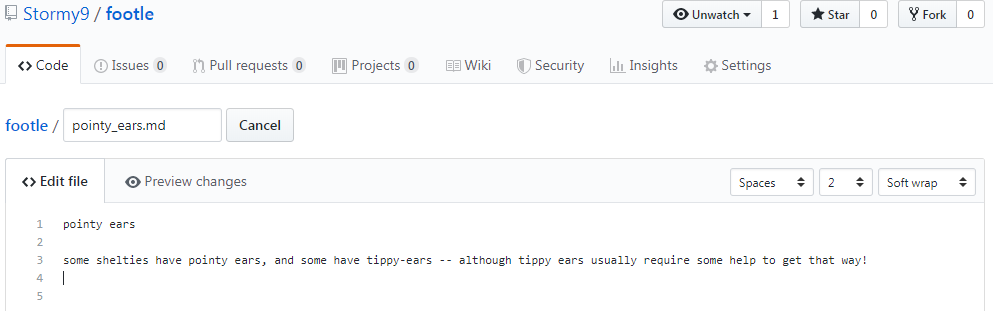 Stormy9 / footle
Unwatch 1 Star 0 Fork 0
Code Issues 0 Pull requests 0 Projects 0 Wiki Security Insights Settings
footle / pointy_ears.md Cancel
Edit file Preview changes Spaces 2 Soft wrap
1 pointy ears
2
3 some shelties have pointy ears, and some have tippy-ears -- although tippy ears usually require some help to get that way!
4
5